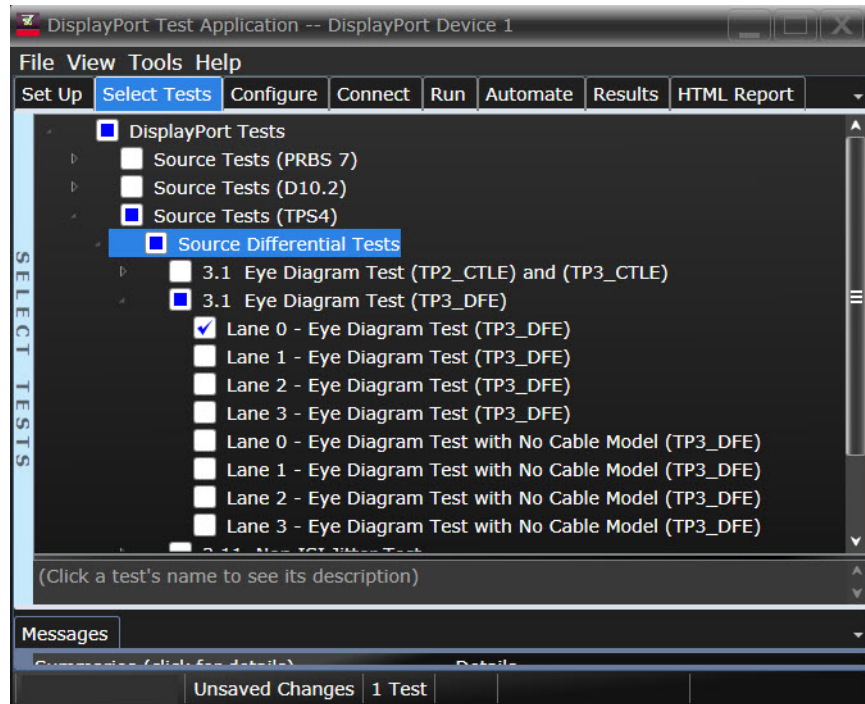 DisplayPort Test Application -- DisplayPort Device 1
File View Tools Help
Set Up Select Tests Configure Connect Run Automate Results HTML Report
SELECT TESTS
DisplayPort Tests
Source Tests (PRBS 7)
Source Tests (D10.2)
Source Tests (TPS4)
Source Differential Tests
3.1 Eye Diagram Test (TP2_CTLE) and (TP3_CTLE)
3.1 Eye Diagram Test (TP3_DFE)
Lane 0 - Eye Diagram Test (TP3_DFE)
Lane 1 - Eye Diagram Test (TP3_DFE)
Lane 2 - Eye Diagram Test (TP3_DFE)
Lane 3 - Eye Diagram Test (TP3_DFE)
Lane 0 - Eye Diagram Test with No Cable Model (TP3_DFE)
Lane 1 - Eye Diagram Test with No Cable Model (TP3_DFE)
Lane 2 - Eye Diagram Test with No Cable Model (TP3_DFE)
Lane 3 - Eye Diagram Test with No Cable Model (TP3_DFE)
(Click a test's name to see its description)
Messages
Unsaved Changes 1 Test